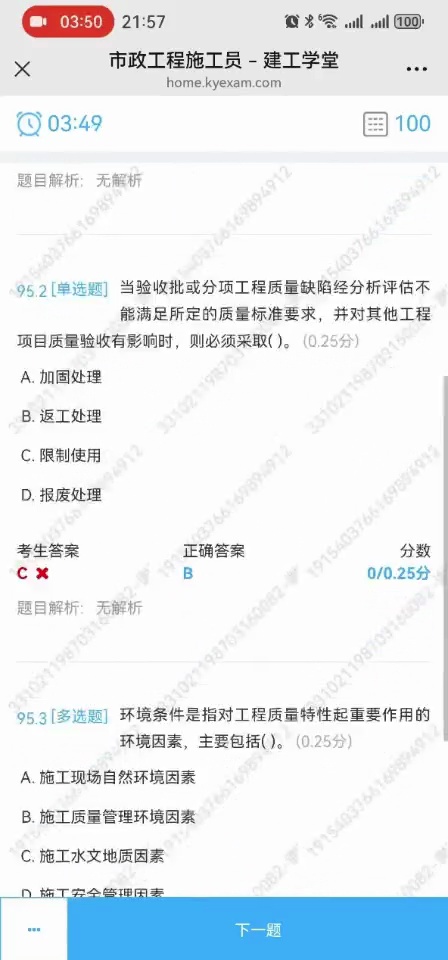 03:50 21:57 6 100
市政工程施工员 – 建工学堂
home.kyexam.com
03:49 100
题目解析: 无解析
95.2 [单选题] 当验收批或分项工程质量缺陷经分析评估不
能满足所定的质量标准要求，并对其他工程
项目质量验收有影响时，则必须采取( )。 (0.25分)
A. 加固处理
B. 返工处理
C. 限制使用
D. 报废处理
考生答案 正确答案 分数
C B 0/0.25分
题目解析: 无解析
95.3 [多选题] 环境条件是指对工程质量特性起重要作用的
环境因素，主要包括( )。 (0.25分)
A. 施工现场自然环境因素
B. 施工质量管理环境因素
C. 施工水文地质因素
D. 施工安全管理因素
下一题